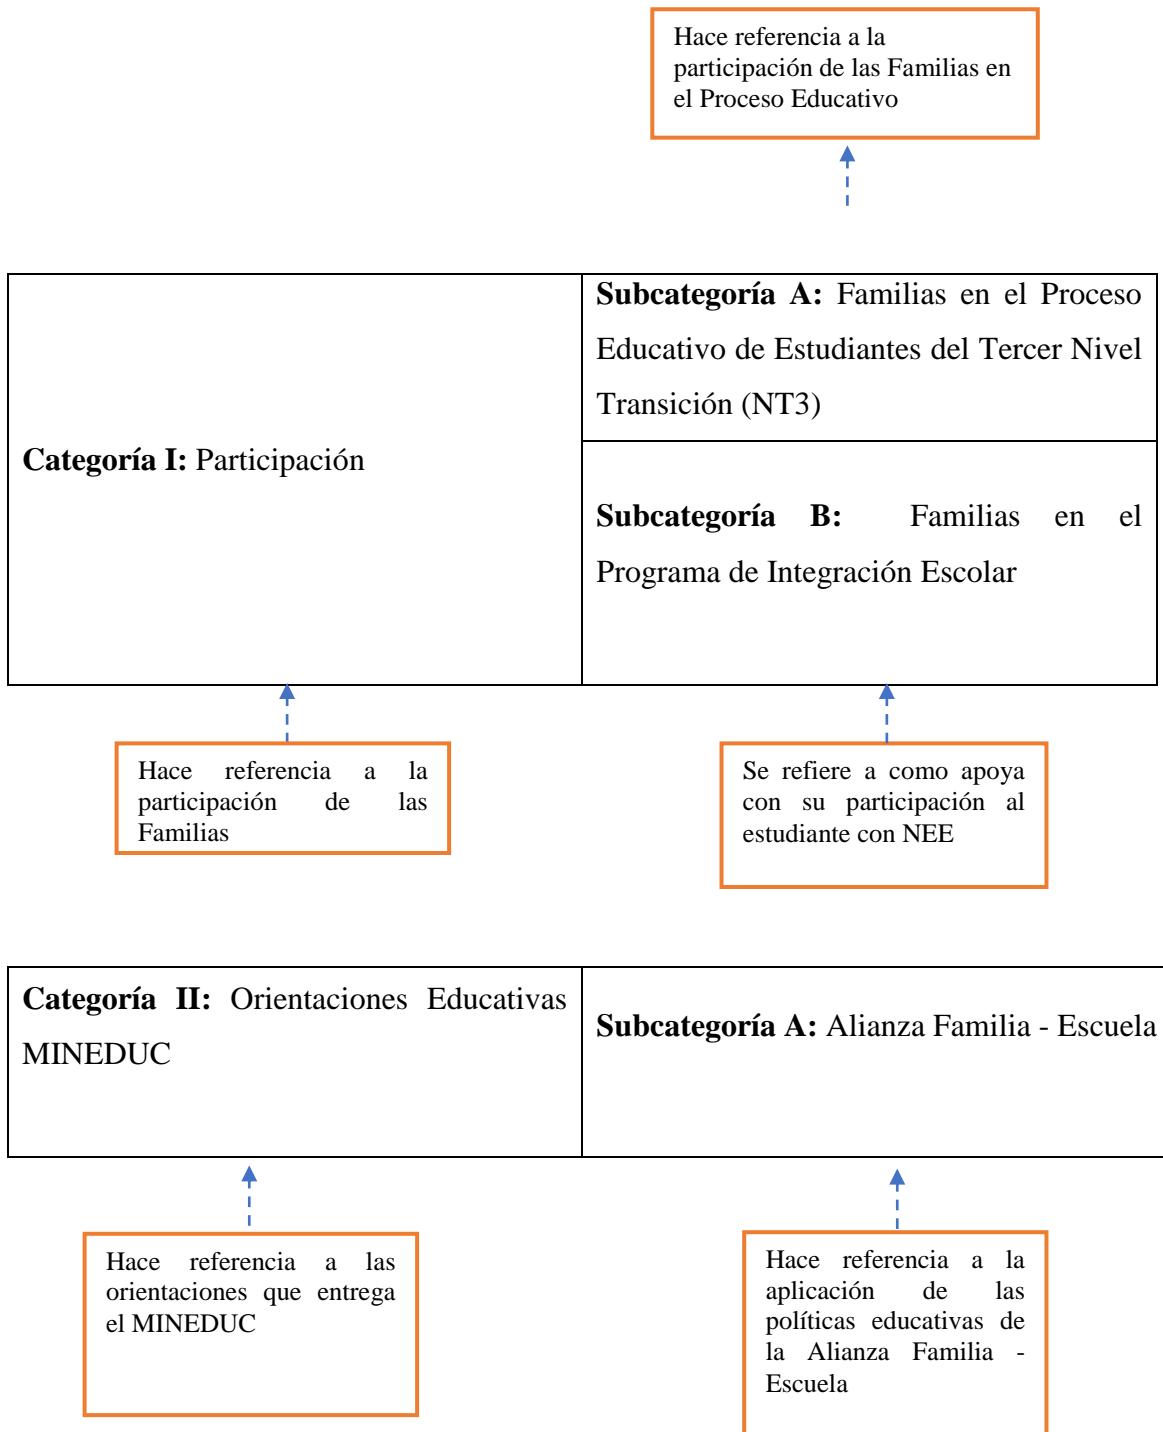 Hace referencia a la
participación de las Familias en
el Proceso Educativo
Categoría I: Participación
Subcategoría A: Familias en el Proceso
Educativo de Estudiantes del Tercer Nivel
Transición (NT3)
Subcategoría B: Familias en el
Programa de Integración Escolar
Hace referencia a la
participación de las
Familias
Se refiere a como apoya
con su participación al
estudiante con NEE
Categoría II: Orientaciones Educativas
MINEDUC
Subcategoría A: Alianza Familia - Escuela
Hace referencia a las
orientaciones que entrega
el MINEDUC
Hace referencia a la
aplicación de las
políticas educativas de
la Alianza Familia -
Escuela